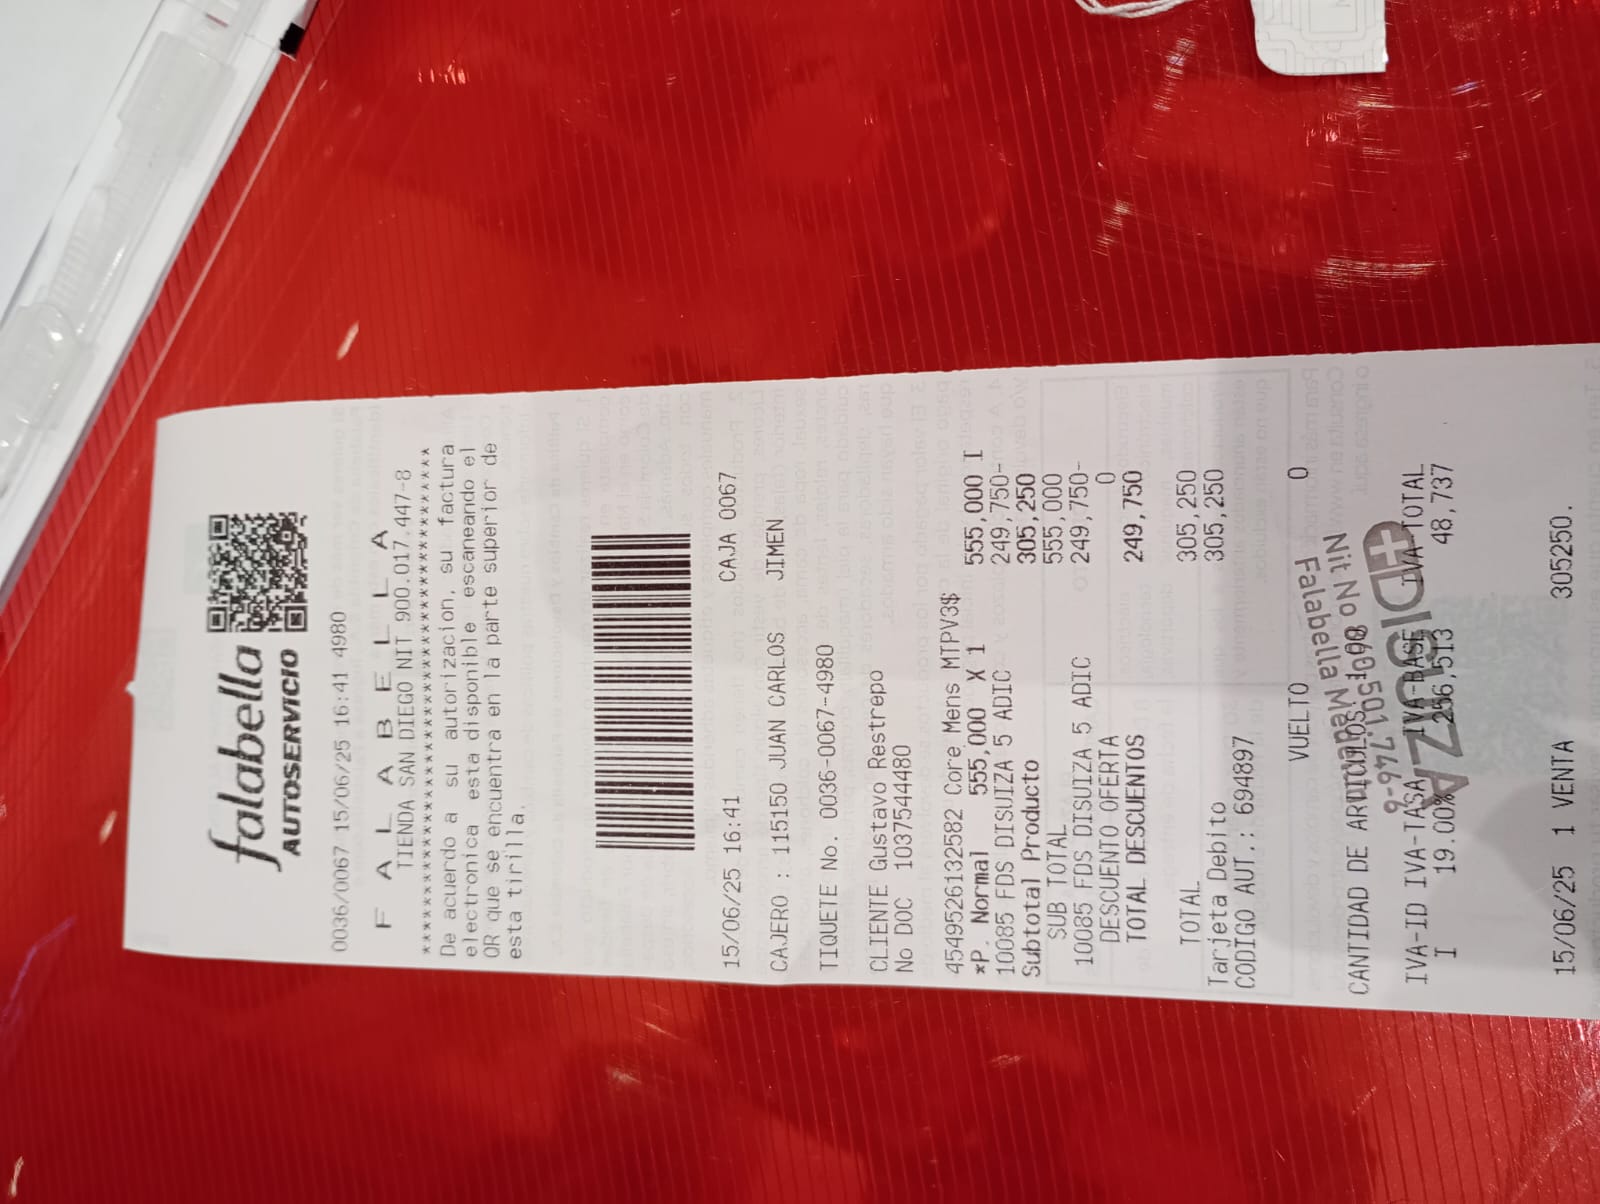 falabella
AUTOSERVICIO
0036/0067 15/06/25 16:41 4980
F A L A B E L L A
TIENDA SAN DIEGO NIT 900.017.447-8
****************************************
De acuerdo a su autorizacion, su factura
electronica esta disponible escaneando el
QR que se encuentra en la parte superior de
esta tirilla.
15/06/25 16:41 CAJA 0067
CAJERO : 115150 JUAN CARLOS JIMEN
TIQUETE No. 0036-0067-4980
CLIENTE Gustavo Restrepo
No DOC 1037544480
4549526132582 Core Mens MTPV3$
*P. Normal 555,000 X 1 555,000 I
10085 FDS DISUIZA 5 ADIC 249,750-
Subtotal Producto 305,250
SUB TOTAL 555,000
10085 FDS DISUIZA 5 ADIC 249,750-
DESCUENTO OFERTA 0
TOTAL DESCUENTOS 249,750
TOTAL 305,250
Tarjeta Debito 305,250
CODIGO AUT.: 694897
VUELTO 0
Falabella
Nit No 501.746-6
DISUIZA
CANTIDAD DE
IVA-ID IVA-TASA IVA-BASE IVA-TOTAL
I 19.00% 256,513 48,737
15/06/25 1 VENTA 305250.